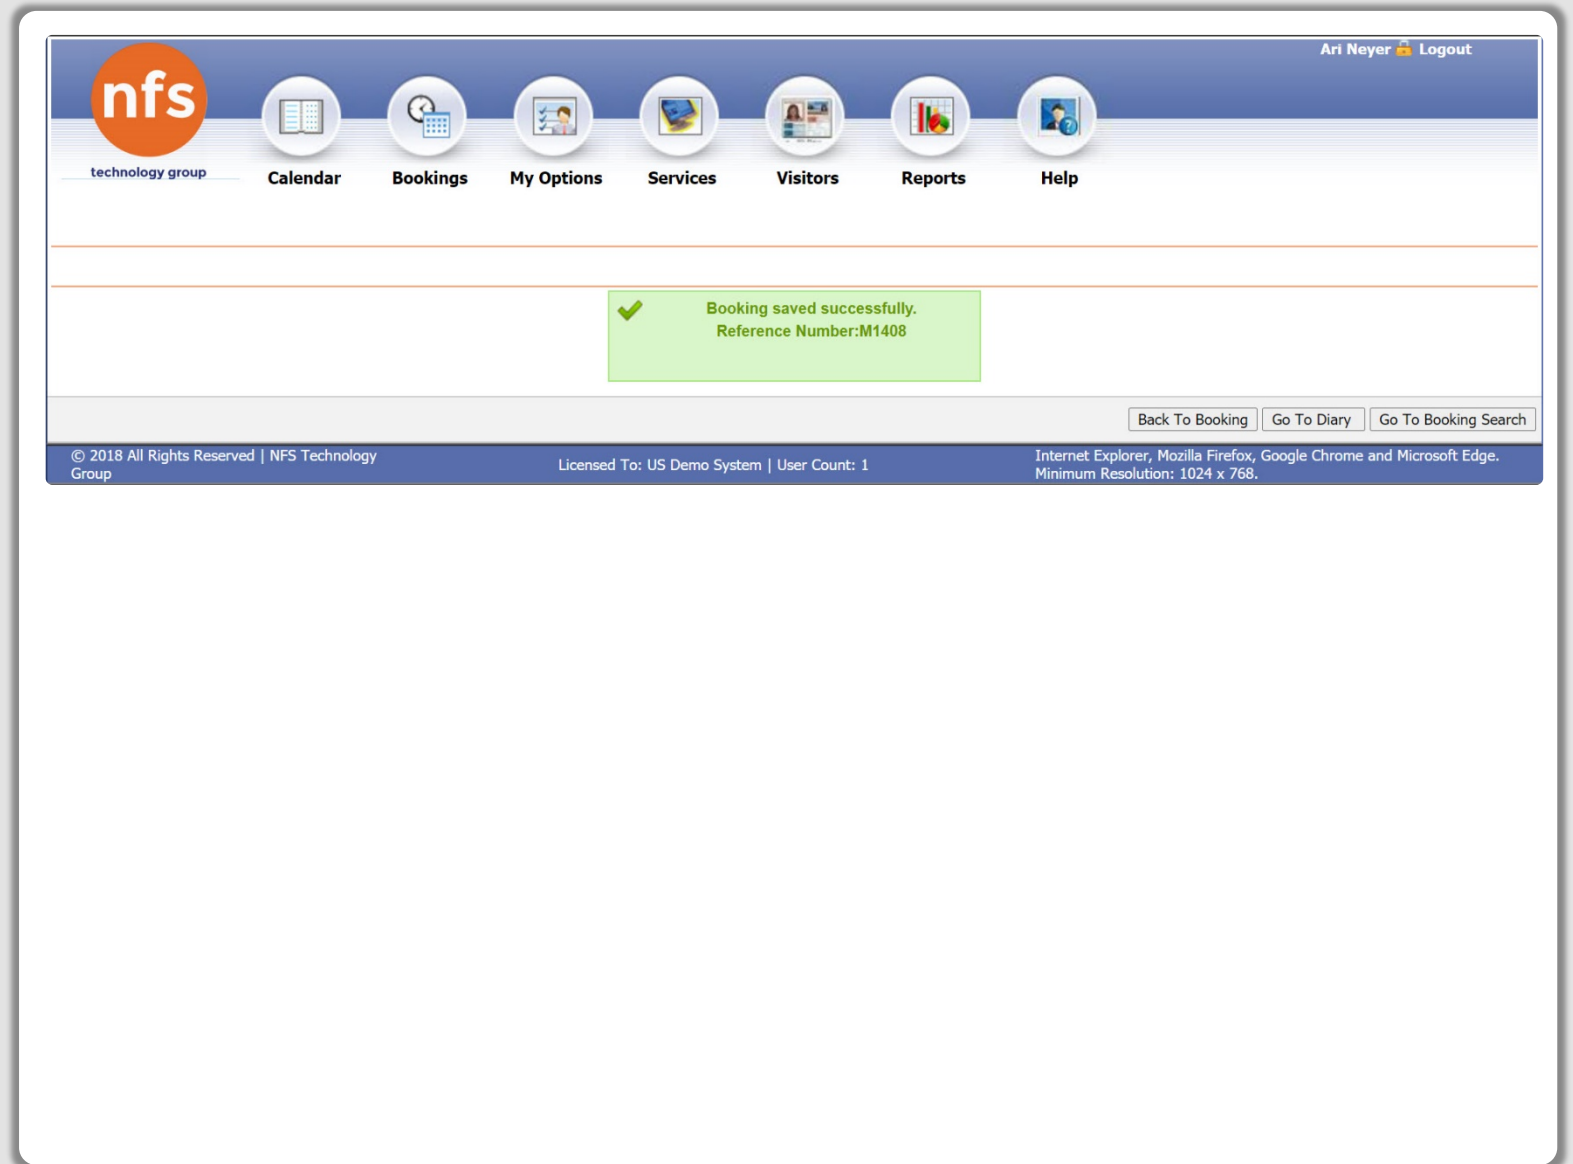 Ari Neyer Logout
nfs
technology group
Calendar
Bookings
My Options
Services
Visitors
Reports
Help
Booking saved successfully.
Reference Number:M1408
Back To Booking
Go To Diary
Go To Booking Search
© 2018 All Rights Reserved | NFS Technology
Group
Licensed To: US Demo System | User Count: 1
Internet Explorer, Mozilla Firefox, Google Chrome and Microsoft Edge.
Minimum Resolution: 1024 x 768.